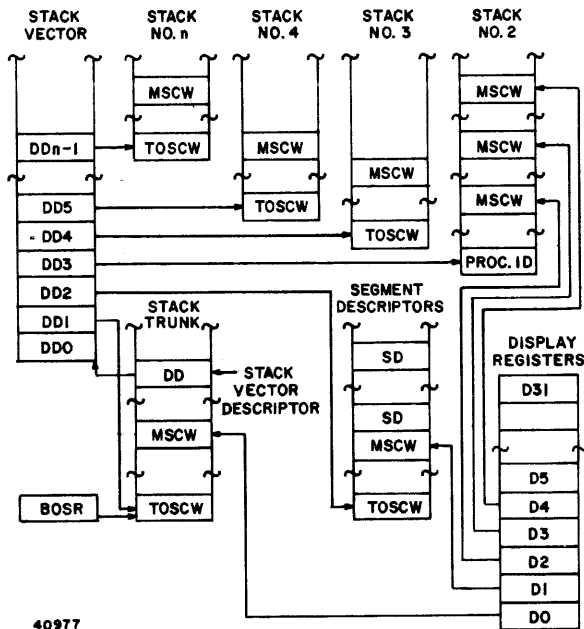 STACK VECTOR
STACK NO. n
STACK NO. 4
STACK NO. 3
STACK NO. 2
MSCW
MSCW
DDn-1
TOSCW
MSCW
MSCW
MSCW
DD5
TOSCW
MSCW
DD4
TOSCW
DD3
PROC. ID
DD2
STACK TRUNK
SEGMENT DESCRIPTORS
DD1
DD0
DISPLAY REGISTERS
DD
STACK VECTOR DESCRIPTOR
SD
D31
SD
MSCW
MSCW
D5
BOSR
TOSCW
TOSCW
D4
D3
D2
D1
D0
40977